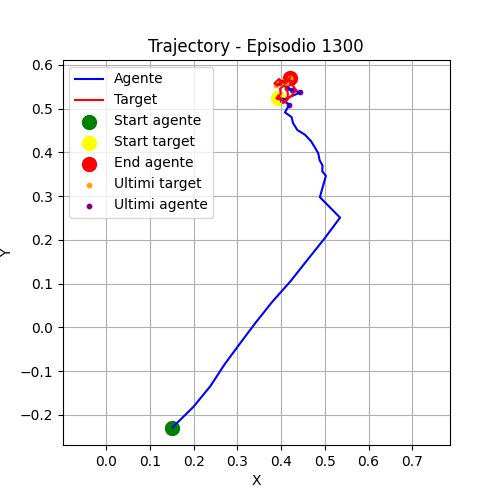 Trajectory - Episodio 1300
Agente
Target
Start agente
Start target
End agente
Ultimi target
Ultimi agente
0.6
0.5
0.4
0.3
0.2
0.1
0.0
−0.1
−0.2
Y
0.0 0.1 0.2 0.3 0.4 0.5 0.6 0.7
X